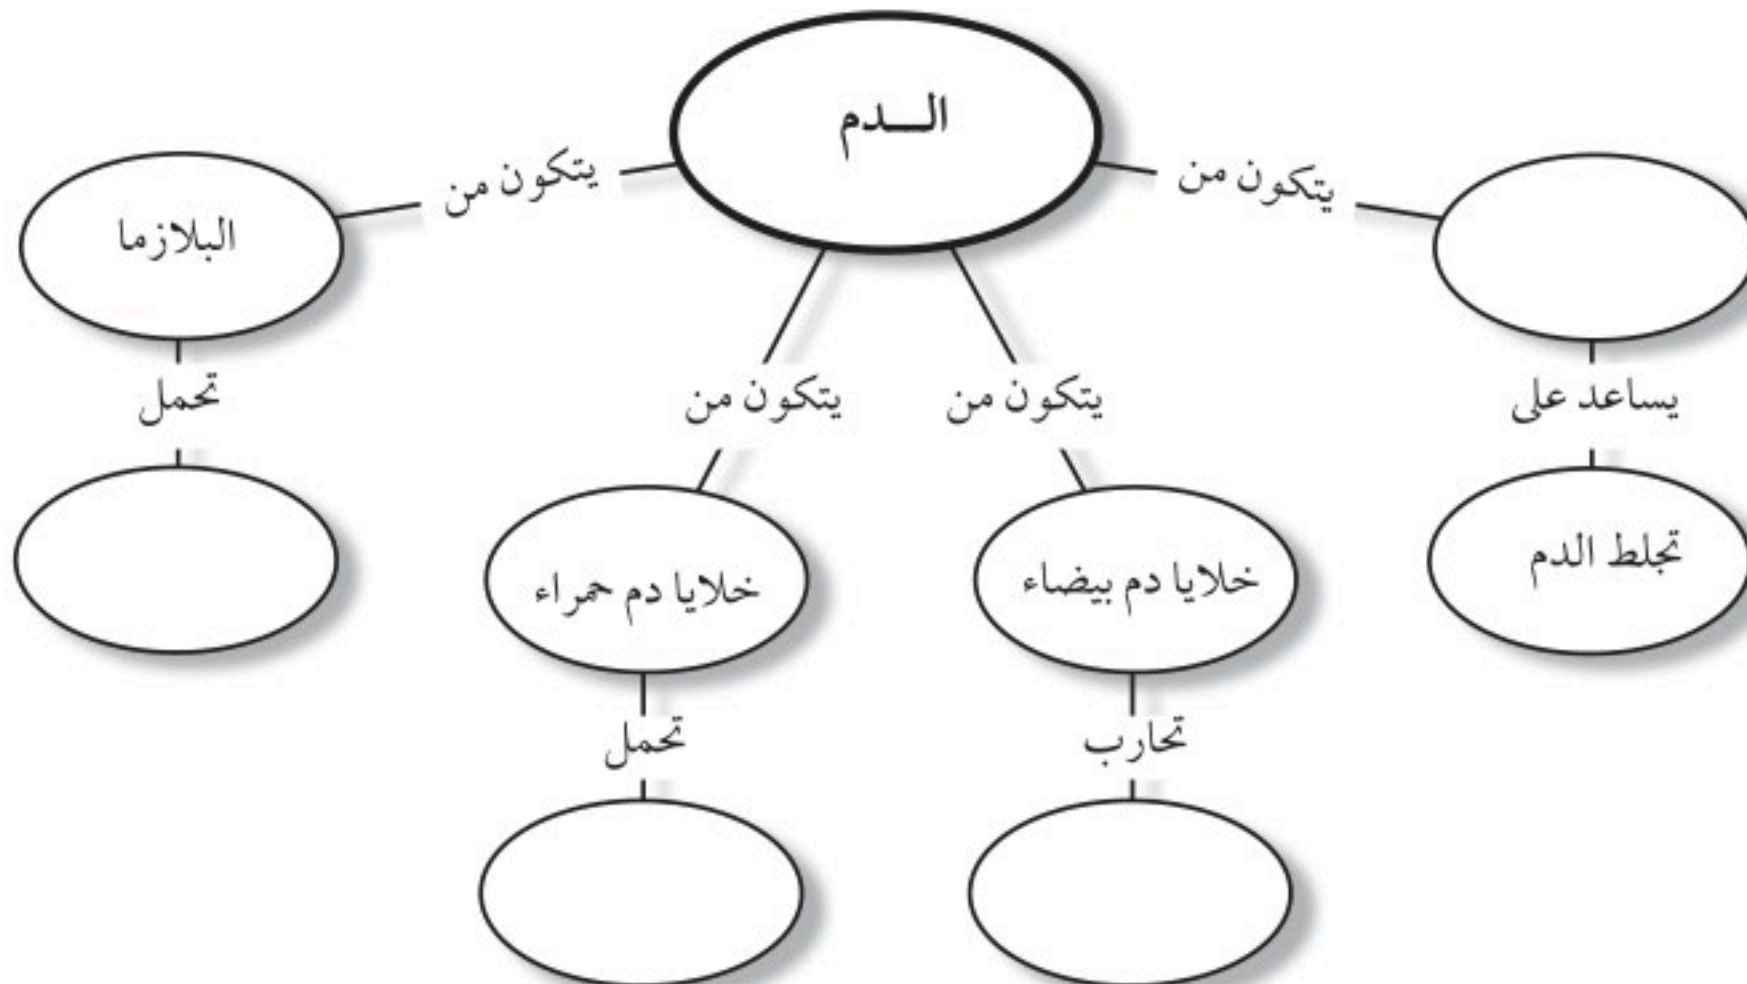 الـــدم
يتكون من
يتكون من
البلازما
تحمل
يتكون من
يتكون من
يساعد على
تجلط الدم
خلايا دم بيضاء
خلايا دم حمراء
تحارب
تحمل